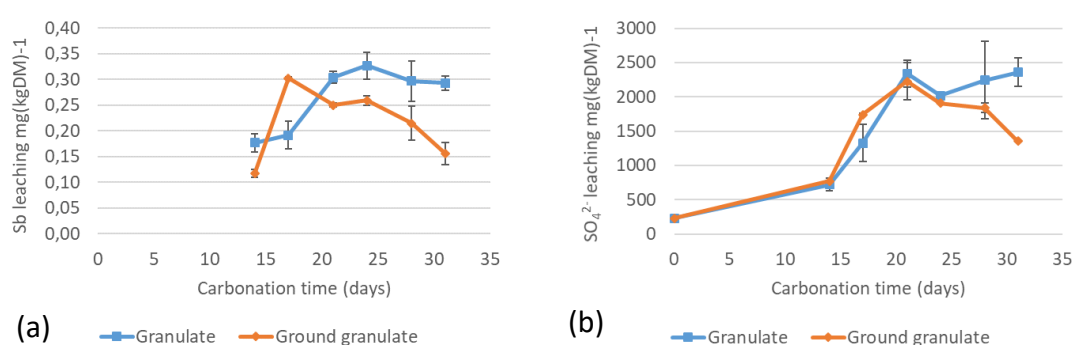 0,40
0,35
0,30
0,25
0,20
0,15
0,10
0,05
0,00
Sb leaching mg(kgDM)-1
0 5 10 15 20 25 30 35
Carbonation time (days)
(a)
Granulate Ground granulate
3000
2500
2000
1500
1000
500
0
SO₄²⁻ leaching mg(kgDM)-1
0 5 10 15 20 25 30 35
Carbonation time (days)
(b)
Granulate Ground granulate